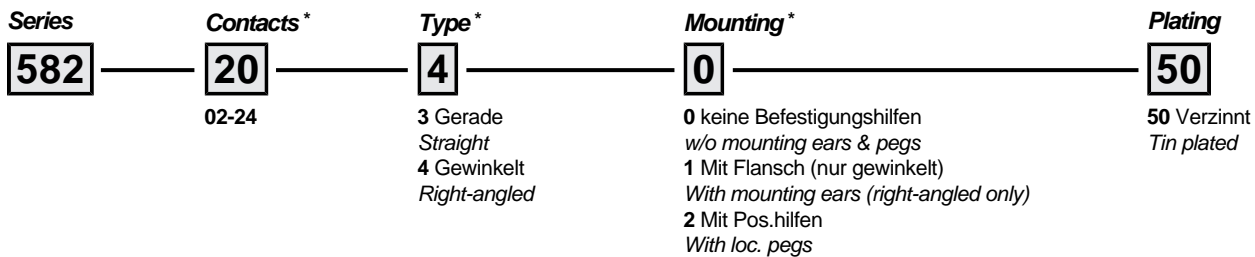 Series Contacts * Type * Mounting * Plating
582 20 4 0 50
02-24
3 Gerade
Straight
4 Gewinkelt
Right-angled
0 keine Befestigungshilfen
w/o mounting ears & pegs
1 Mit Flansch (nur gewinkelt)
With mounting ears (right-angled only)
2 Mit Pos.hilfen
With loc. pegs
50 Verzinnt
Tin plated